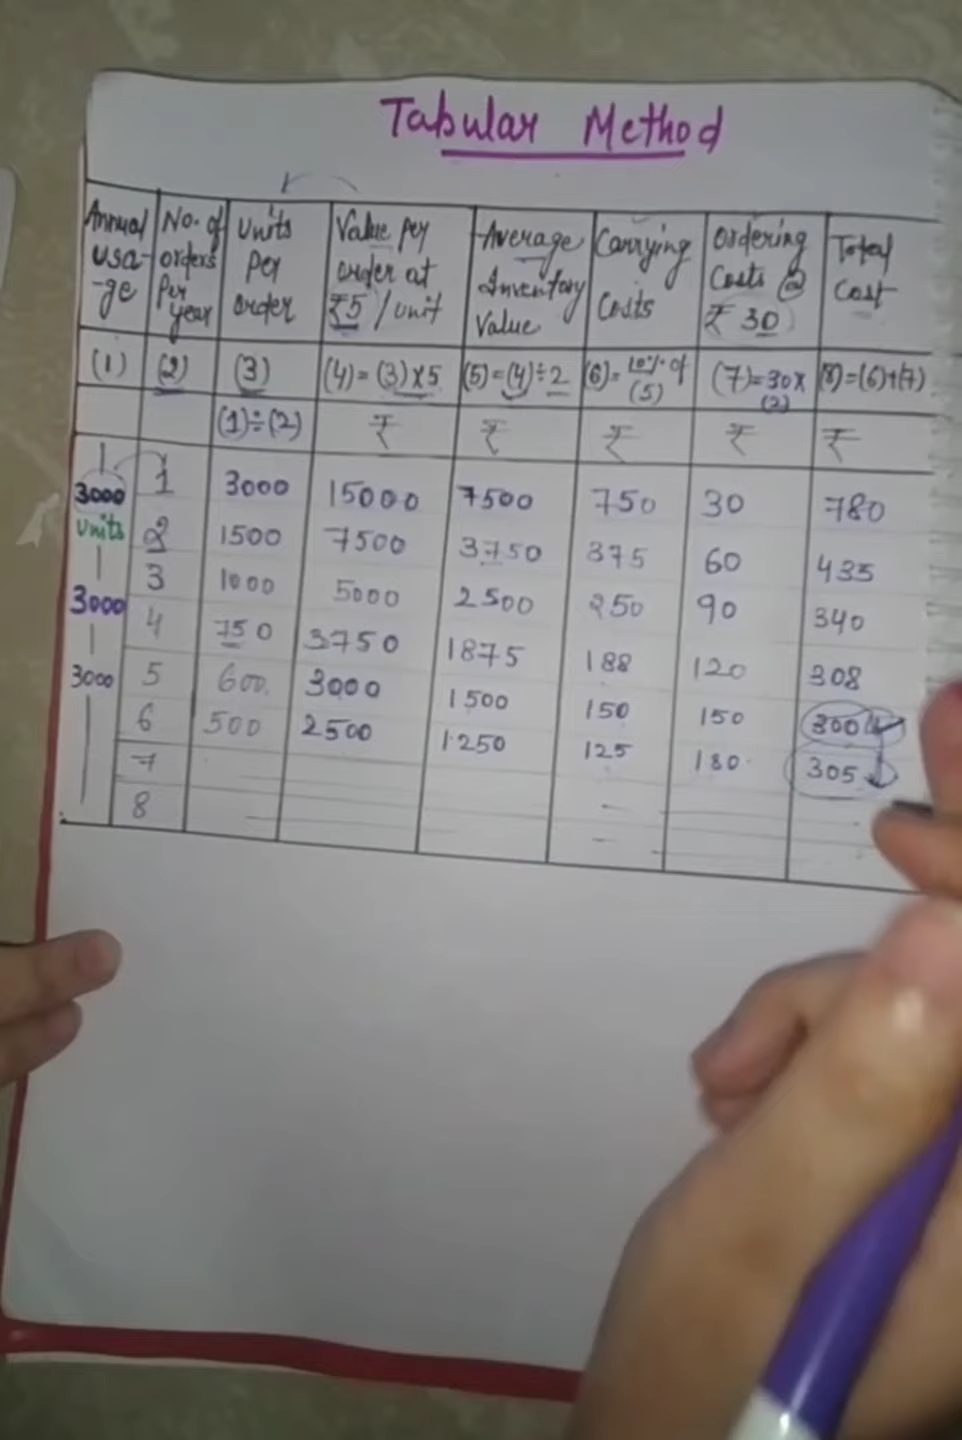 Tabular Method
Annual usa-ge | No. of orders Per year | Units per order | Value per order at ₹5/unit | Average Inventory Value | Carrying Costs | Ordering Costs @ ₹ 30 | Total Cost
(1) | (2) | (3) | (4)=(3)×5 | (5)=(4)÷2 | (6)=10% of (5) | (7)=30×(2) | (8)=(6)+(7)
(1)÷(2) | ₹ | ₹ | ₹ | ₹ | ₹
3000 | 1 | 3000 | 15000 | 7500 | 750 | 30 | 780
Units | 2 | 1500 | 7500 | 3750 | 375 | 60 | 435
3000 | 3 | 1000 | 5000 | 2500 | 250 | 90 | 340
4 | 750 | 3750 | 1875 | 188 | 120 | 308
3000 | 5 | 600 | 3000 | 1500 | 150 | 150 | 300
6 | 500 | 2500 | 1250 | 125 | 180 | 305
7
8